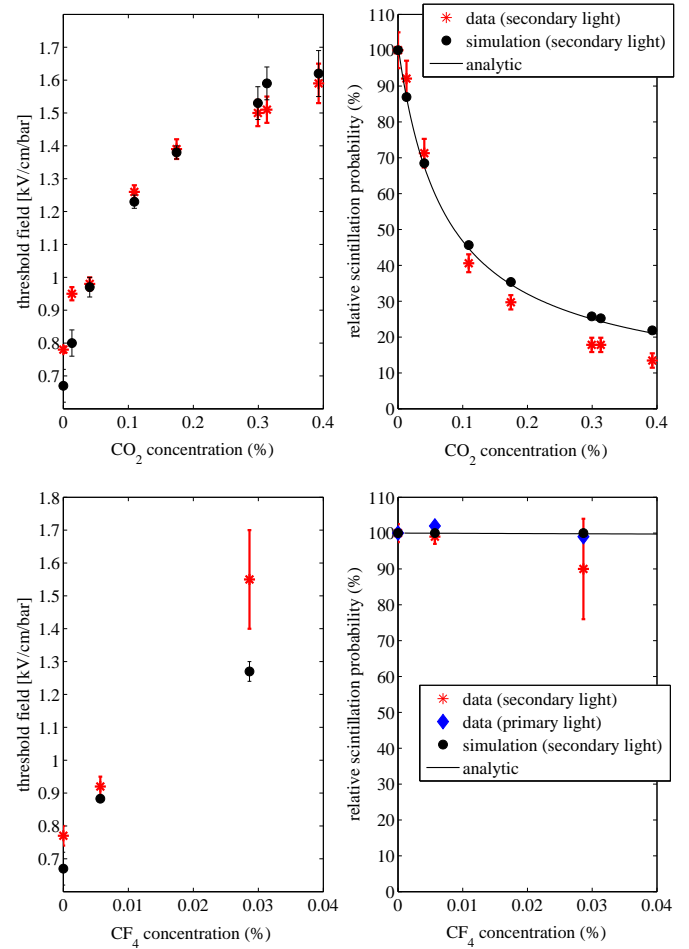 1.7
1.6
1.5
1.4
1.3
1.2
1.1
1
0.9
0.8
0.7
threshold field [kV/cm/bar]
0 0.1 0.2 0.3 0.4
CO2 concentration (%)
data (secondary light)
simulation (secondary light)
analytic
110
100
90
80
70
60
50
40
30
20
10
0
relative scintillation probability (%)
0 0.1 0.2 0.3 0.4
CO2 concentration (%)
1.8
1.7
1.6
1.5
1.4
1.3
1.2
1.1
1
0.9
0.8
0.7
threshold field [kV/cm/bar]
0 0.01 0.02 0.03 0.04
CF4 concentration (%)
110
100
90
80
70
60
50
40
30
20
10
0
relative scintillation probability (%)
data (secondary light)
data (primary light)
simulation (secondary light)
analytic
0 0.01 0.02 0.03 0.04
CF4 concentration (%)